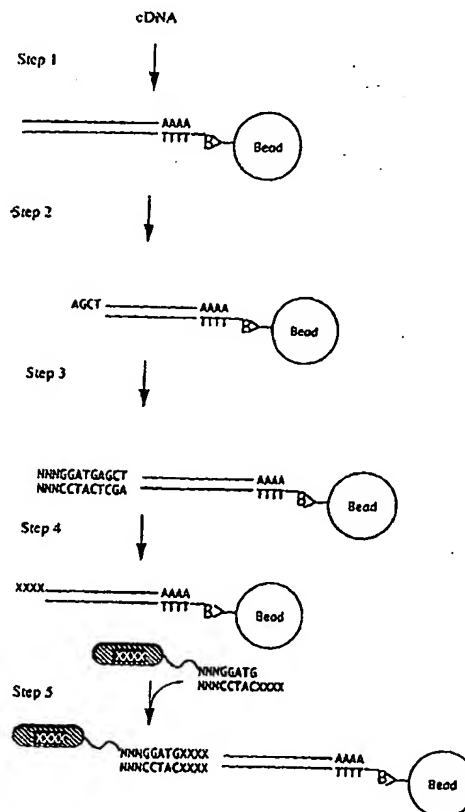 cDNA
Step 1
AAAA
TTTT
B
Bead
Step 2
AGCT
AAAA
TTTT
B
Bead
Step 3
NNNGGATGAGCT
NNNCCTACTCGA
AAAA
TTTT
B
Bead
Step 4
XXXX
AAAA
TTTT
B
Bead
XXXX
NNNGGATG
NNNCCTACXXXX
Step 5
XXXX
NNNGGATGXXXX
NNNCCTACXXXX
AAAA
TTTT
B
Bead